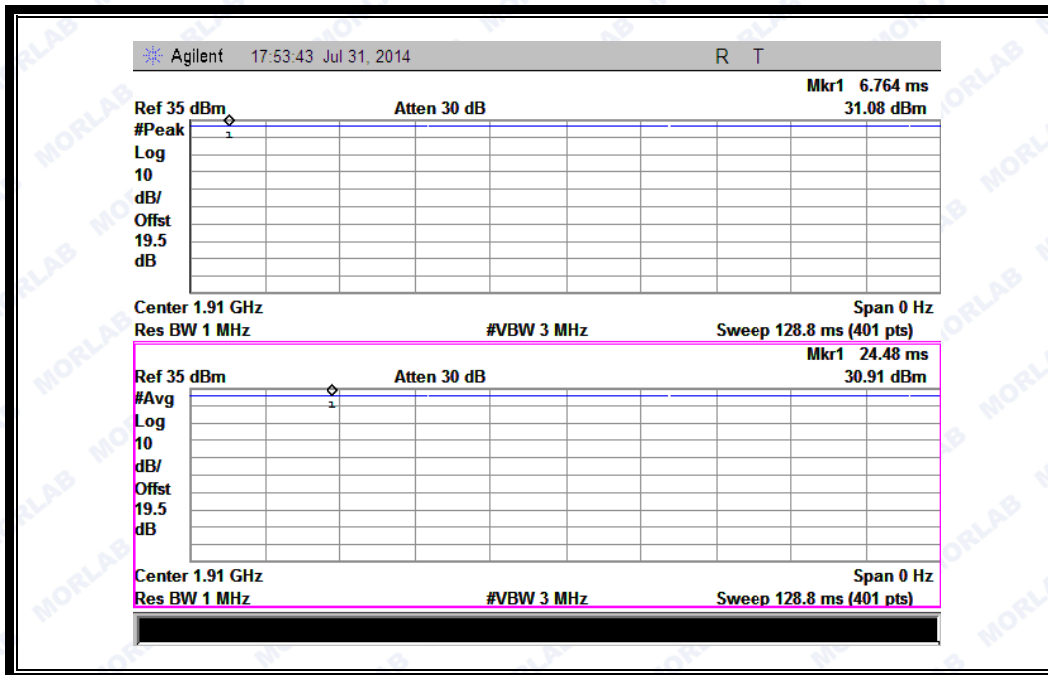 Agilent 17:53:43 Jul 31, 2014 R T
Mkr1 6.764 ms
Ref 35 dBm Atten 30 dB 31.08 dBm
#Peak
1
Log
10
dB/
Offst
19.5
dB
Center 1.91 GHz Span 0 Hz
Res BW 1 MHz #VBW 3 MHz Sweep 128.8 ms (401 pts)
Mkr1 24.48 ms
Ref 35 dBm Atten 30 dB 30.91 dBm
#Avg
1
Log
10
dB/
Offst
19.5
dB
Center 1.91 GHz Span 0 Hz
Res BW 1 MHz #VBW 3 MHz Sweep 128.8 ms (401 pts)
MORLAB